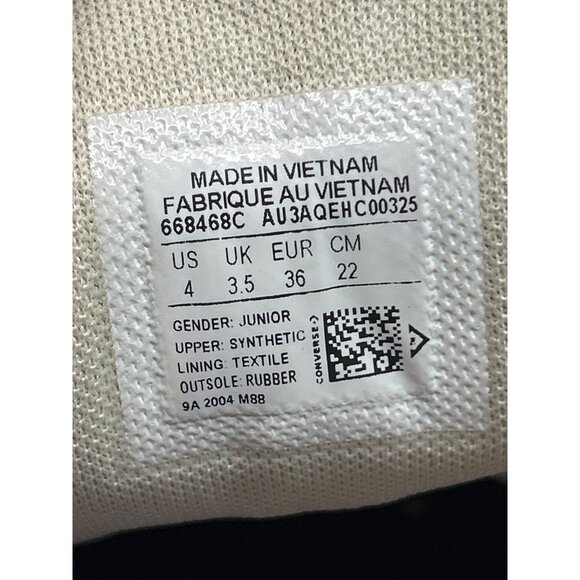 MADE IN VIETNAM
FABRIQUE AU VIETNAM
668468C AU3AQEHC00325
US UK EUR CM
4 3.5 36 22
GENDER: JUNIOR
UPPER: SYNTHETIC
LINING: TEXTILE
OUTSOLE: RUBBER
9A 2004 M8B
CONVERSE